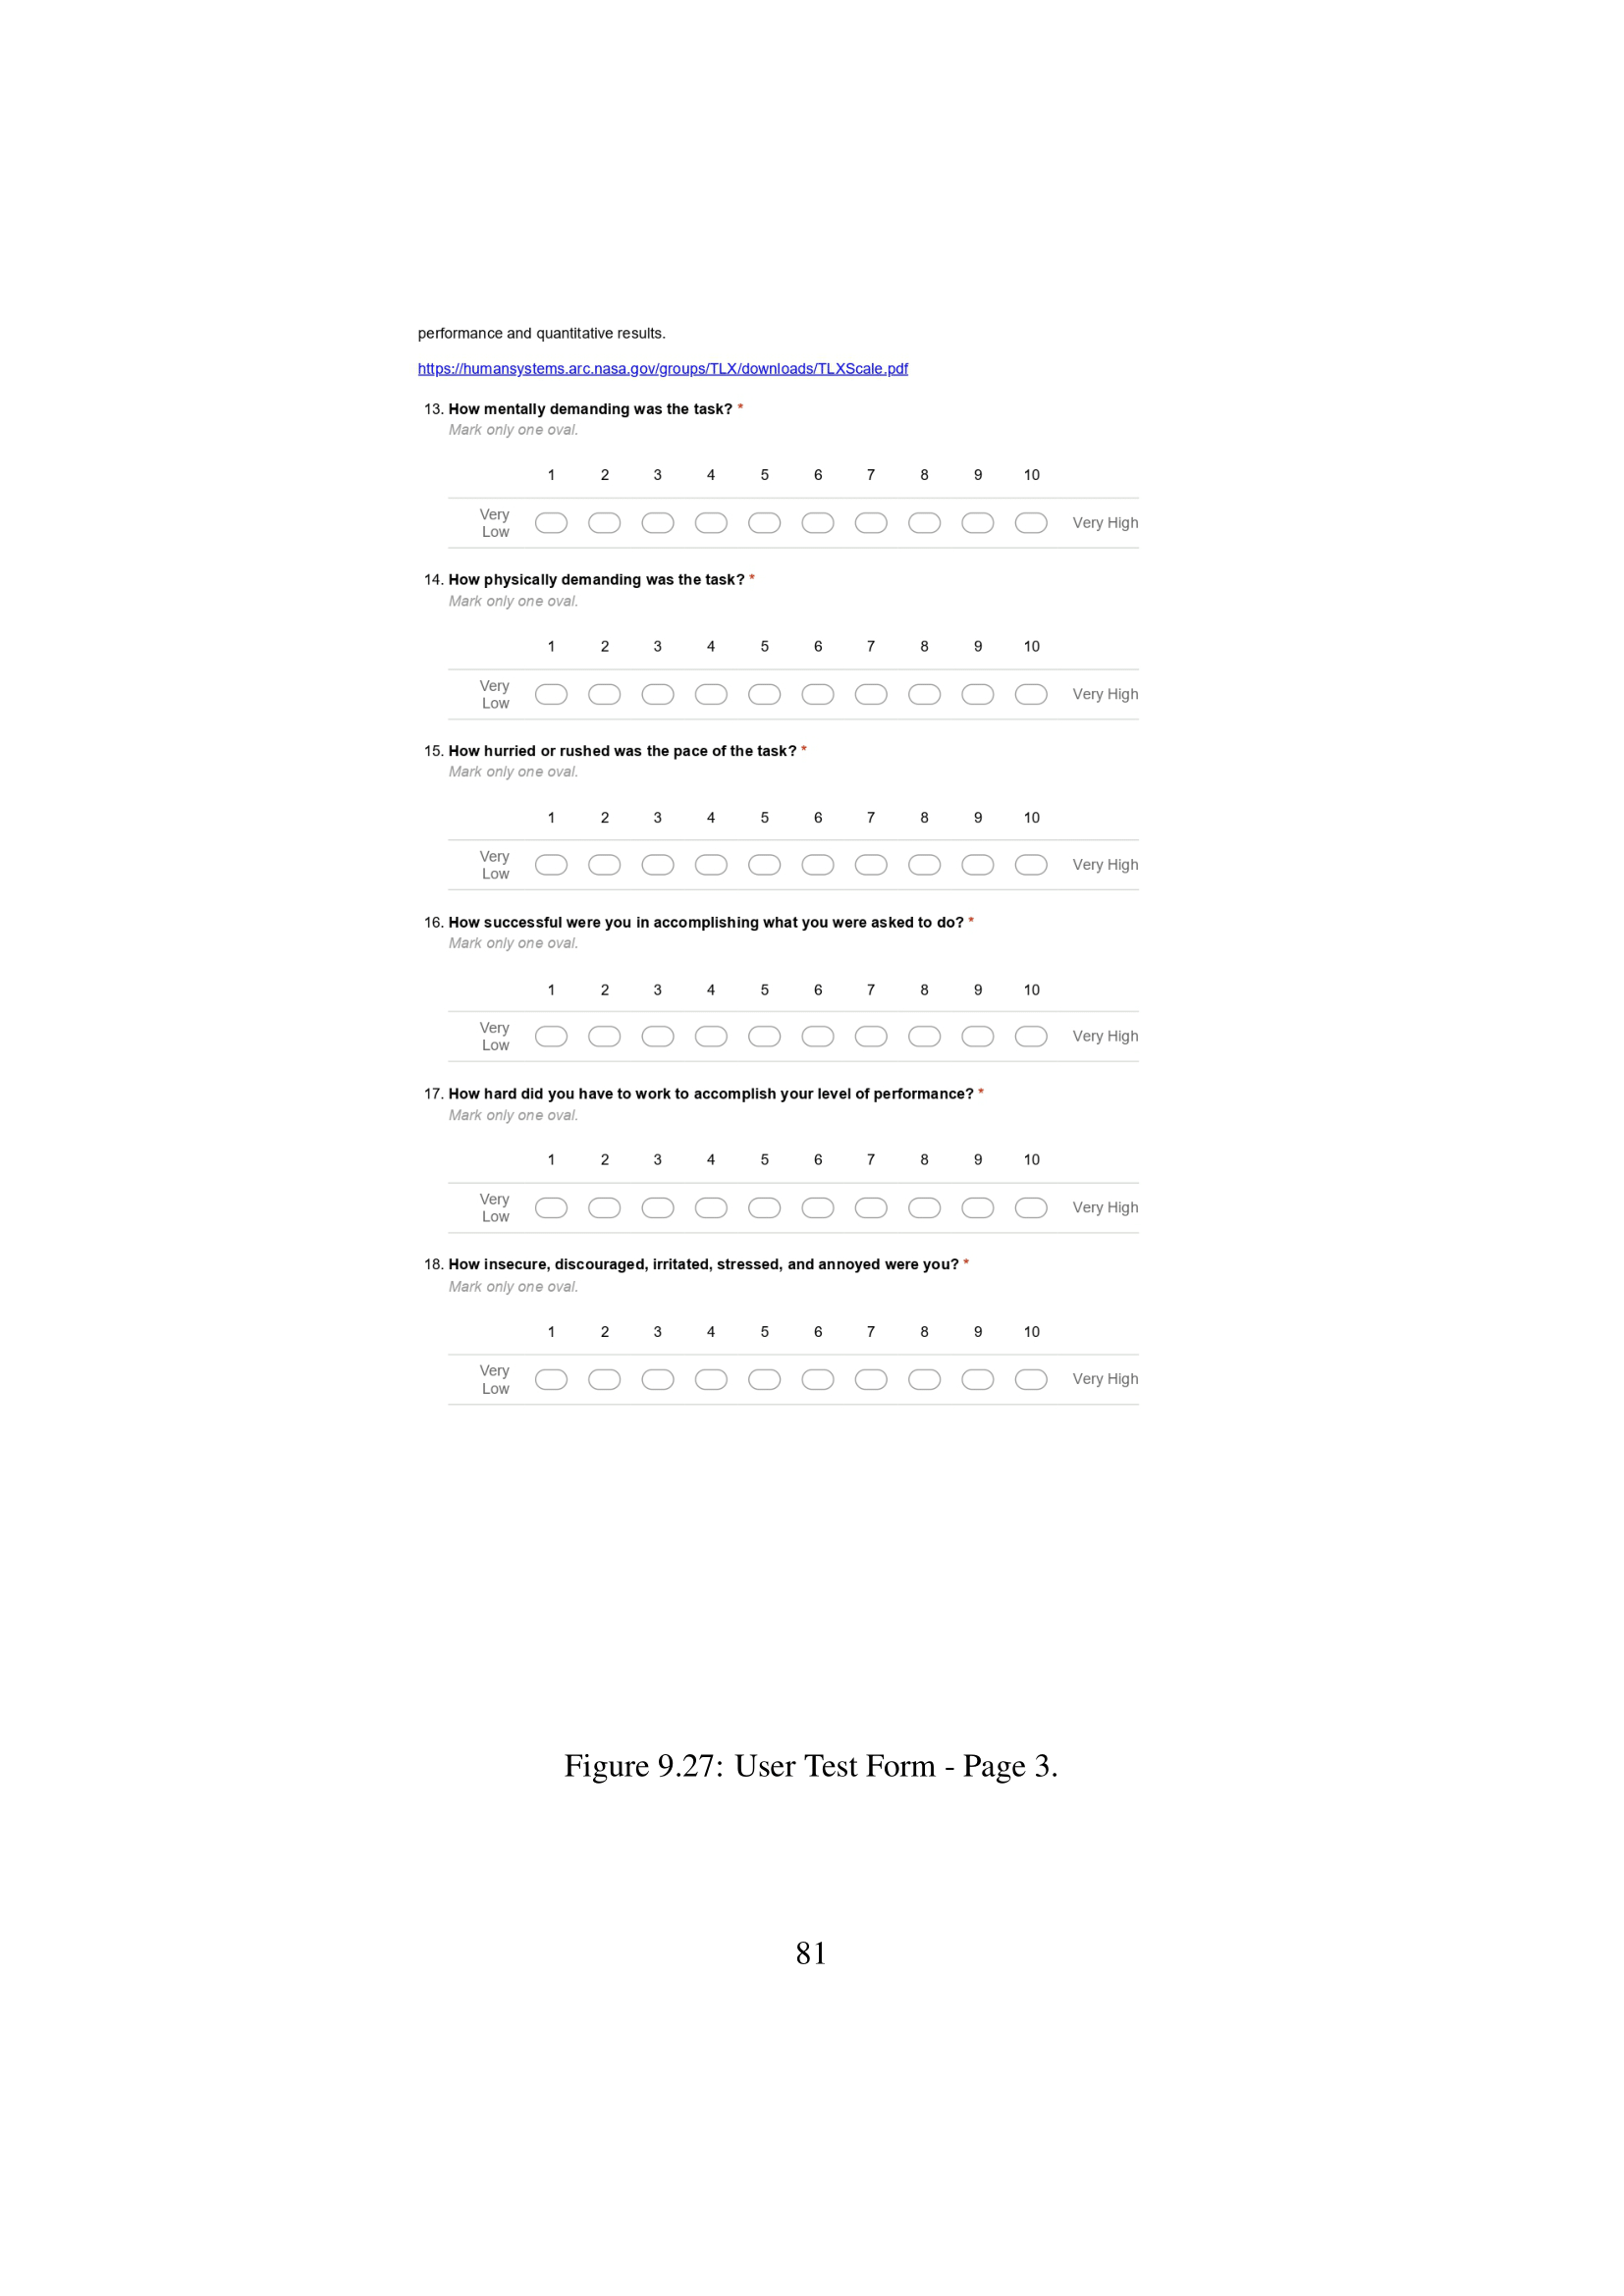 performance and quantitative results.
https://humansystems.arc.nasa.gov/groups/TLX/downloads/TLXScale.pdf
13. How mentally demanding was the task? *
Mark only one oval.
1 2 3 4 5 6 7 8 9 10
Very
Low
Very High
14. How physically demanding was the task? *
Mark only one oval.
1 2 3 4 5 6 7 8 9 10
Very
Low
Very High
15. How hurried or rushed was the pace of the task? *
Mark only one oval.
1 2 3 4 5 6 7 8 9 10
Very
Low
Very High
16. How successful were you in accomplishing what you were asked to do? *
Mark only one oval.
1 2 3 4 5 6 7 8 9 10
Very
Low
Very High
17. How hard did you have to work to accomplish your level of performance? *
Mark only one oval.
1 2 3 4 5 6 7 8 9 10
Very
Low
Very High
18. How insecure, discouraged, irritated, stressed, and annoyed were you? *
Mark only one oval.
1 2 3 4 5 6 7 8 9 10
Very
Low
Very High
Figure 9.27: User Test Form - Page 3.
81